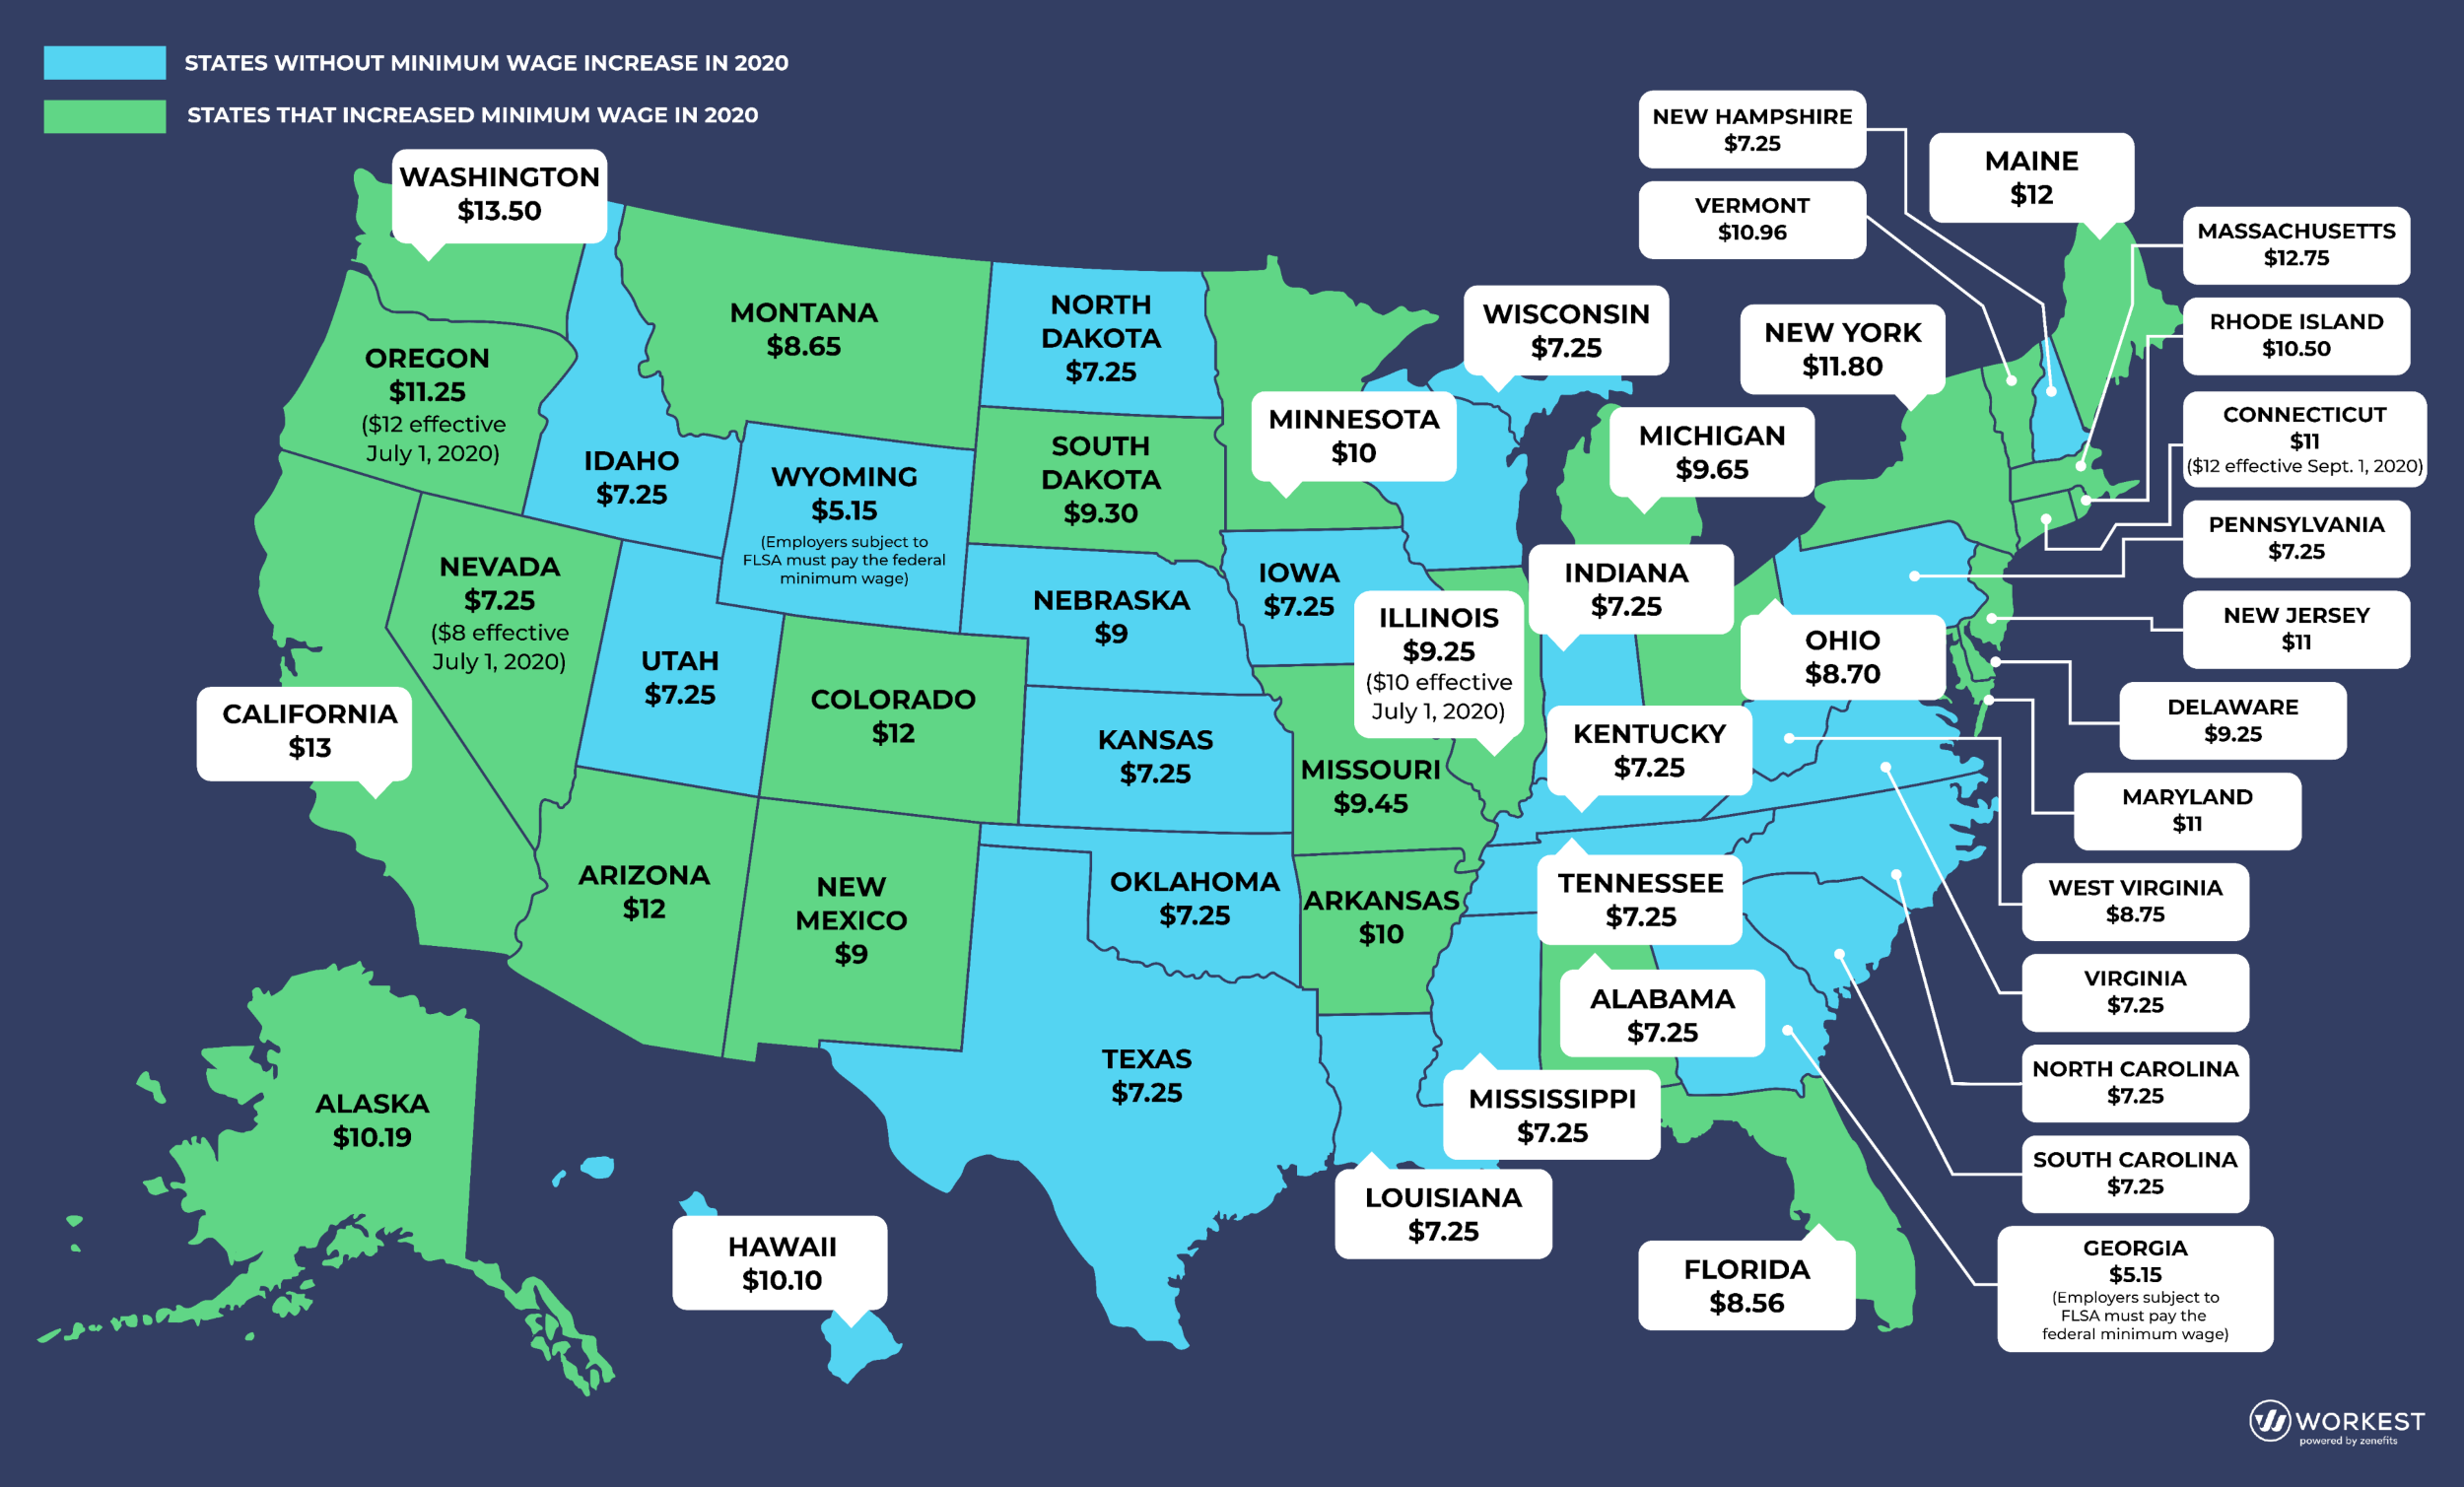 STATES WITHOUT MINIMUM WAGE INCREASE IN 2020
STATES THAT INCREASED MINIMUM WAGE IN 2020
WASHINGTON
$13.50
OREGON
$11.25
($12 effective
July 1, 2020)
CALIFORNIA
$13
NEVADA
$7.25
($8 effective
July 1, 2020)
IDAHO
$7.25
MONTANA
$8.65
WYOMING
$5.15
(Employers subject to
FLSA must pay the federal
minimum wage)
UTAH
$7.25
COLORADO
$12
ARIZONA
$12
NEW
MEXICO
$9
ALASKA
$10.19
HAWAII
$10.10
NORTH
DAKOTA
$7.25
SOUTH
DAKOTA
$9.30
NEBRASKA
$9
KANSAS
$7.25
OKLAHOMA
$7.25
TEXAS
$7.25
MINNESOTA
$10
IOWA
$7.25
MISSOURI
$9.45
ARKANSAS
$10
LOUISIANA
$7.25
WISCONSIN
$7.25
ILLINOIS
$9.25
($10 effective
July 1, 2020)
MICHIGAN
$9.65
INDIANA
$7.25
OHIO
$8.70
KENTUCKY
$7.25
TENNESSEE
$7.25
ALABAMA
$7.25
MISSISSIPPI
$7.25
FLORIDA
$8.56
NEW HAMPSHIRE
$7.25
VERMONT
$10.96
NEW YORK
$11.80
MAINE
$12
MASSACHUSETTS
$12.75
RHODE ISLAND
$10.50
CONNECTICUT
$11
($12 effective Sept. 1, 2020)
PENNSYLVANIA
$7.25
NEW JERSEY
$11
DELAWARE
$9.25
MARYLAND
$11
WEST VIRGINIA
$8.75
VIRGINIA
$7.25
NORTH CAROLINA
$7.25
SOUTH CAROLINA
$7.25
GEORGIA
$5.15
(Employers subject to
FLSA must pay the
federal minimum wage)
WORKEST
powered by zenefits